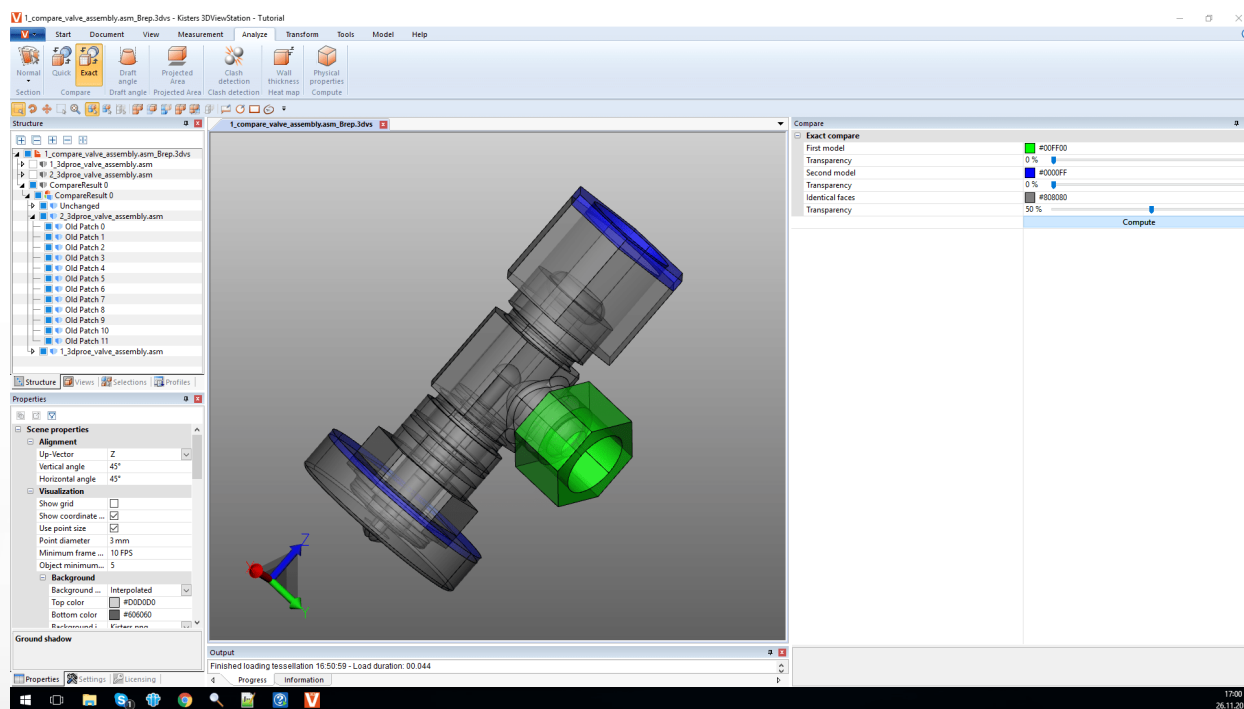 1_compare_valve_assembly.asm_Brep.3dvs - Kisters 3DViewStation - Tutorial
Start Document View Measurement Analyze Transform Tools Model Help
Normal Quick Exact Draft angle Projected Area Clash detection Wall thickness Physical properties
Section Compare Draft angle Projected Area Clash detection Heat map Compute
Structure
1_compare_valve_assembly.asm_Brep.3dvs
1_3dproe_valve_assembly.asm
2_3dproe_valve_assembly.asm
CompareResult 0
CompareResult 0
Unchanged
2_3dproe_valve_assembly.asm
Old Patch 0
Old Patch 1
Old Patch 2
Old Patch 3
Old Patch 4
Old Patch 5
Old Patch 6
Old Patch 7
Old Patch 8
Old Patch 9
Old Patch 10
Old Patch 11
1_3dproe_valve_assembly.asm
Structure Views Selections Profiles
Properties
Scene properties
Alignment
Up-Vector Z
Vertical angle 45°
Horizontal angle 45°
Visualization
Show grid
Show coordinate ...
Use point size
Point diameter 3 mm
Minimum frame ... 10 FPS
Object minimum... 5
Background
Background ... Interpolated
Top color #D0D0D0
Bottom color #606060
Background i... Kisters.png
Ground shadow
Properties Settings Licensing
1_compare_valve_assembly.asm_Brep.3dvs
Z
Y
Output
Finished loading tessellation 16:50:59 - Load duration: 00.044
Progress Information
Compare
Exact compare
First model #00FF00
Transparency 0 %
Second model #0000FF
Transparency 0 %
Identical faces #808080
Transparency 50 %
Compute
17:00
26.11.20